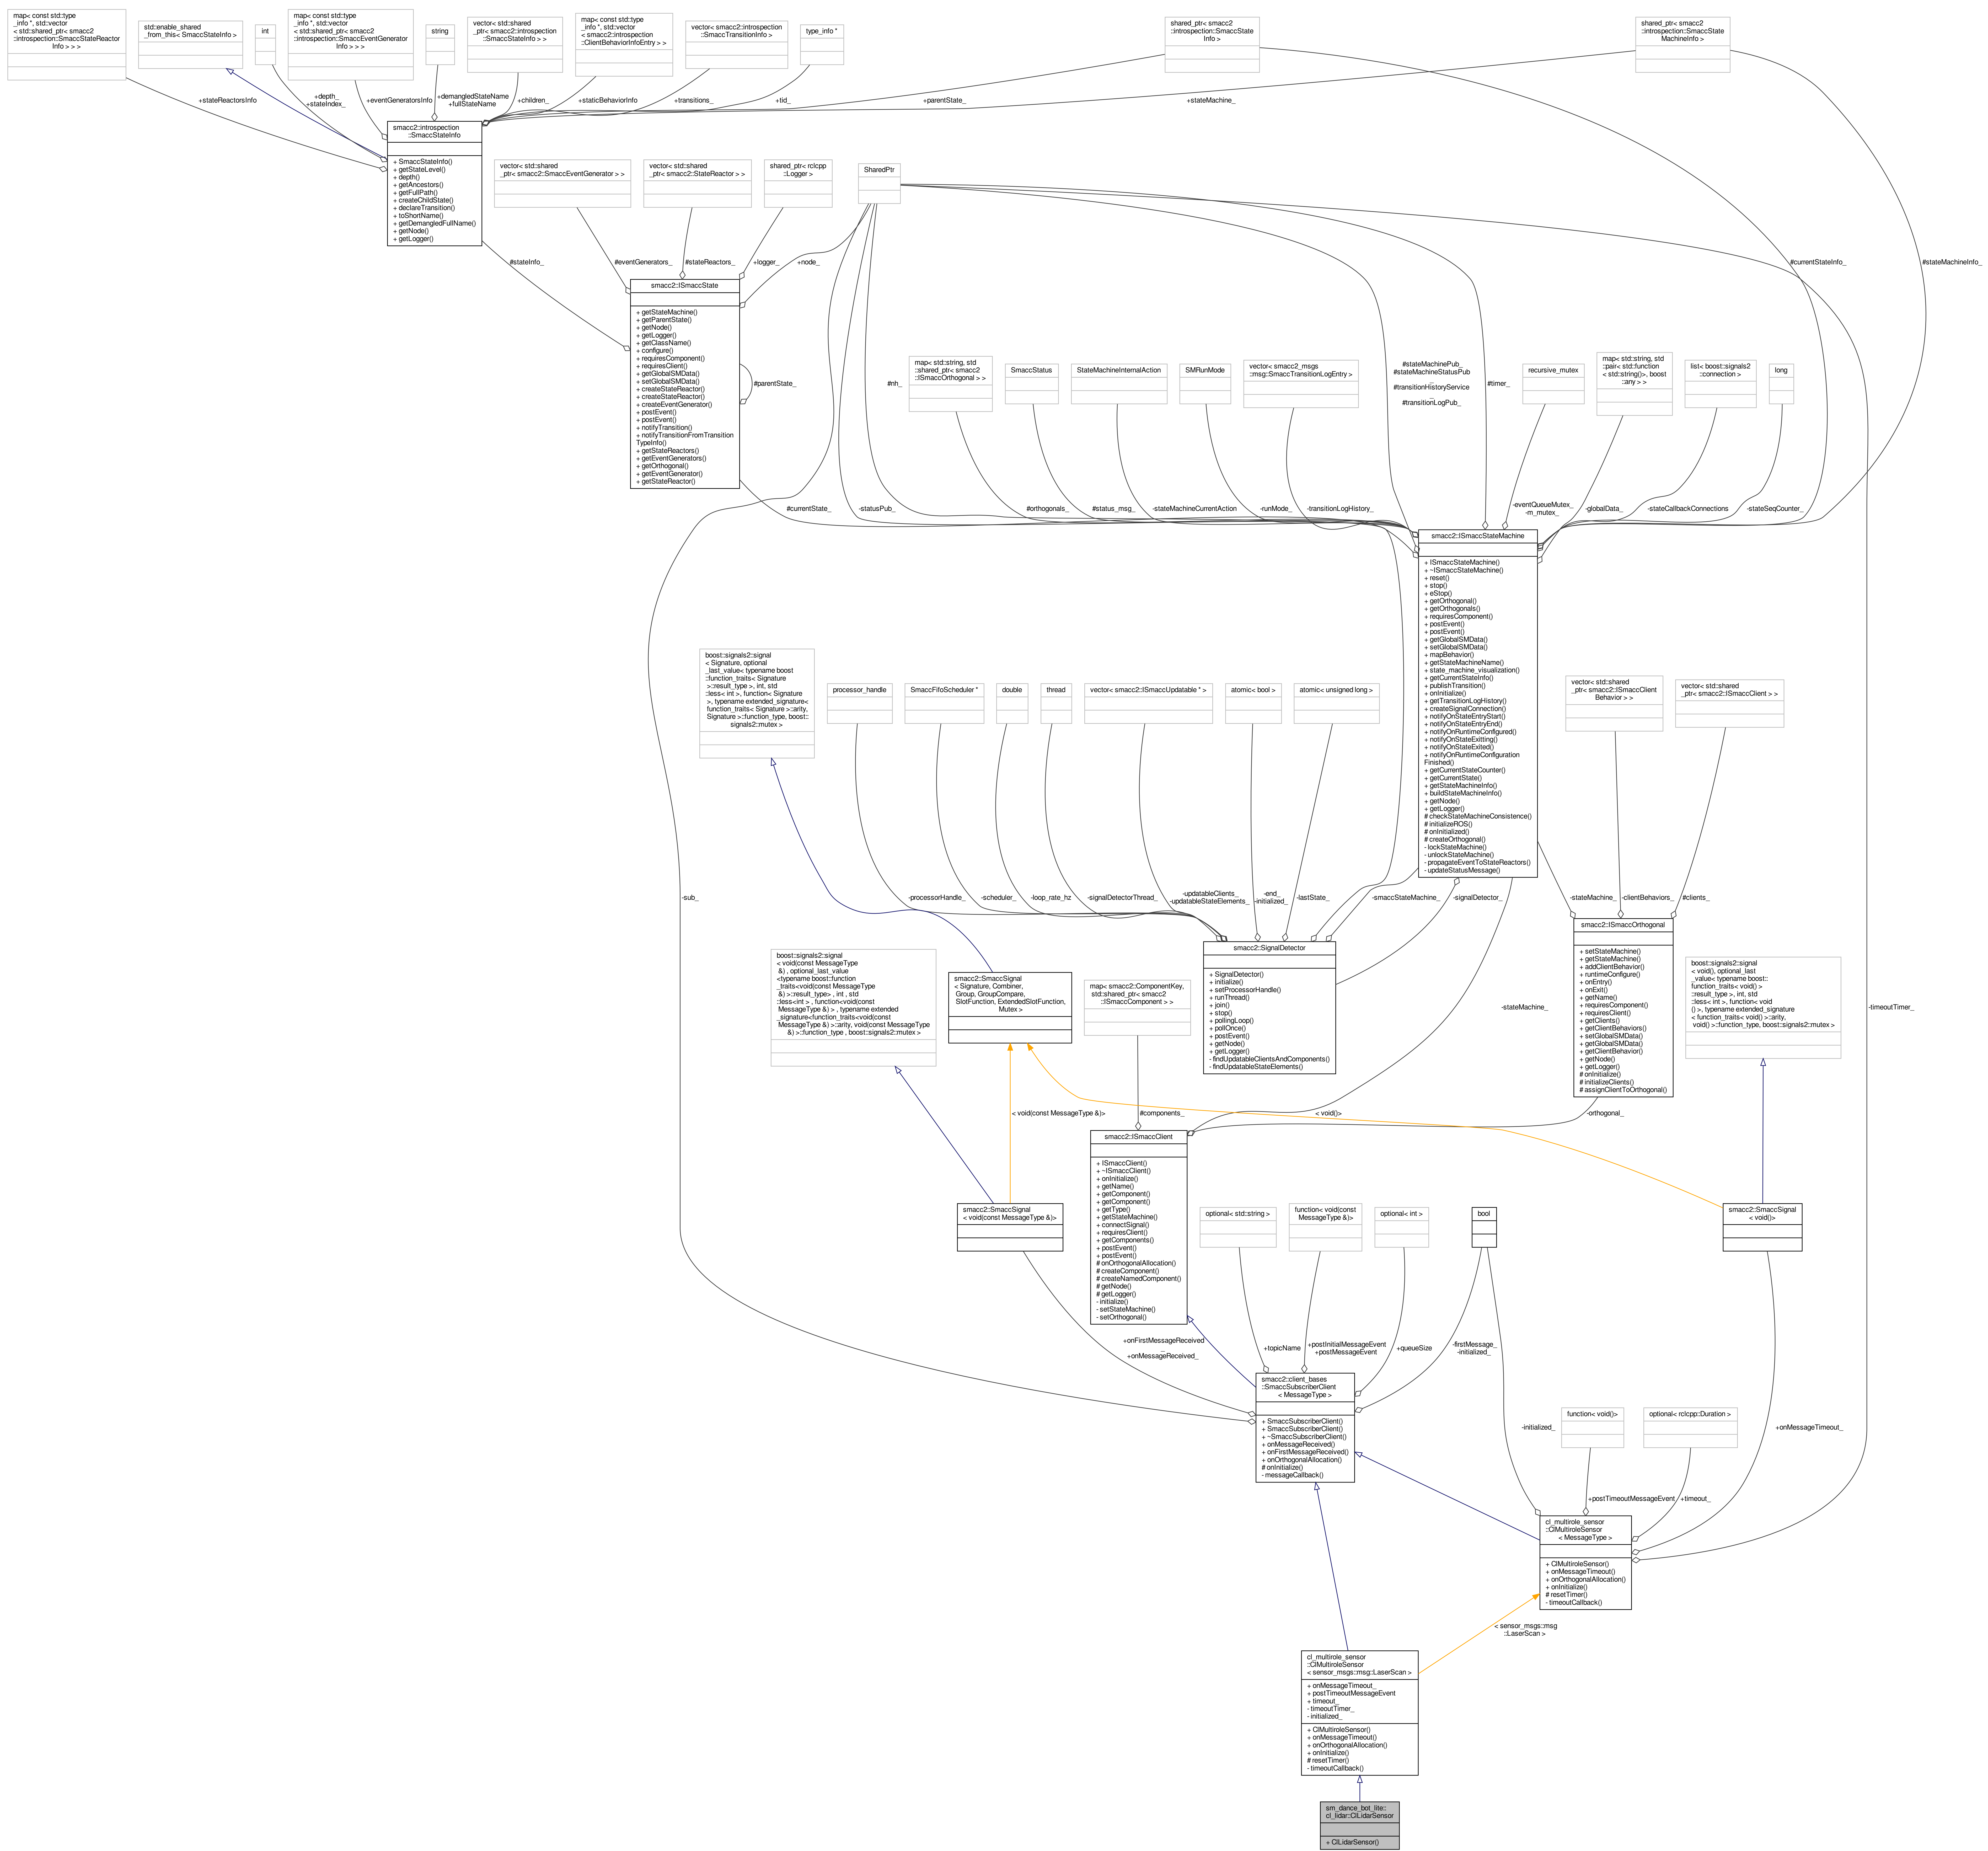 map< const std::type
_info *, std::vector
< std::shared_ptr< smacc2
::introspection::SmaccStateReactor
Info > > >
std::enable_shared
_from_this< SmaccStateInfo >
int
map< const std::type
_info *, std::vector
< std::shared_ptr< smacc2
::introspection::SmaccEventGenerator
Info > > >
string
vector< std::shared
_ptr< smacc2::introspection
::SmaccStateInfo > >
map< const std::type
_info *, std::vector
< smacc2::introspection
::ClientBehaviorInfoEntry > >
vector< smacc2::introspection
::SmaccTransitionInfo >
type_info *
shared_ptr< smacc2
::introspection::SmaccState
Info >
shared_ptr< smacc2
::introspection::SmaccState
MachineInfo >
+stateReactorsInfo
+depth_
+stateIndex_
+eventGeneratorsInfo
+demangledStateName
+fullStateName
+children_
+staticBehaviorInfo
+transitions_
+tid_
+parentState_
+stateMachine_
smacc2::introspection
::SmaccStateInfo
+ SmaccStateInfo()
+ getStateLevel()
+ depth()
+ getAncestors()
+ getFullPath()
+ createChildState()
+ declareTransition()
+ toShortName()
+ getDemangledFullName()
+ getNode()
+ getLogger()
vector< std::shared
_ptr< smacc2::SmaccEventGenerator > >
vector< std::shared
_ptr< smacc2::StateReactor > >
shared_ptr< rclcpp
::Logger >
SharedPtr
#stateInfo_
#eventGenerators_
#stateReactors_
+logger_
+node_
#currentStateInfo_
#stateMachineInfo_
smacc2::ISmaccState
+ getStateMachine()
+ getParentState()
+ getNode()
+ getLogger()
+ getClassName()
+ configure()
+ requiresComponent()
+ requiresClient()
+ getGlobalSMData()
+ setGlobalSMData()
+ createStateReactor()
+ createStateReactor()
+ createEventGenerator()
+ postEvent()
+ postEvent()
+ notifyTransition()
+ notifyTransitionFromTransition
TypeInfo()
+ getStateReactors()
+ getEventGenerators()
+ getOrthogonal()
+ getEventGenerator()
+ getStateReactor()
#parentState_
#nh_
map< std::string, std
::shared_ptr< smacc2
::ISmaccOrthogonal > >
SmaccStatus
StateMachineInternalAction
SMRunMode
vector< smacc2_msgs
::msg::SmaccTransitionLogEntry >
#stateMachinePub_
#stateMachineStatusPub
_
#transitionHistoryService
_
#transitionLogPub_
#timer_
recursive_mutex
map< std::string, std
::pair< std::function
< std::string()>, boost
::any > >
list< boost::signals2
::connection >
long
#currentState_
-statusPub_
#orthogonals_
#status_msg_
-stateMachineCurrentAction
-runMode_
-transitionLogHistory_
-eventQueueMutex_
-m_mutex_
-globalData_
-stateCallbackConnections
-stateSeqCounter_
smacc2::ISmaccStateMachine
+ ISmaccStateMachine()
+ ~ISmaccStateMachine()
+ reset()
+ stop()
+ eStop()
+ getOrthogonal()
+ getOrthogonals()
+ requiresComponent()
+ postEvent()
+ postEvent()
+ getGlobalSMData()
+ setGlobalSMData()
+ mapBehavior()
+ getStateMachineName()
+ state_machine_visualization()
+ getCurrentStateInfo()
+ publishTransition()
+ onInitialize()
+ getTransitionLogHistory()
+ createSignalConnection()
+ notifyOnStateEntryStart()
+ notifyOnStateEntryEnd()
+ notifyOnRuntimeConfigured()
+ notifyOnStateExitting()
+ notifyOnStateExited()
+ notifyOnRuntimeConfiguration
Finished()
+ getCurrentStateCounter()
+ getCurrentState()
+ getStateMachineInfo()
+ buildStateMachineInfo()
+ getNode()
+ getLogger()
# checkStateMachineConsistence()
# initializeROS()
# onInitialized()
# createOrthogonal()
- lockStateMachine()
- unlockStateMachine()
- propagateEventToStateReactors()
- updateStatusMessage()
boost::signals2::signal
< Signature, optional
_last_value< typename boost
::function_traits< Signature
>::result_type >, int, std
::less< int >, function< Signature
>, typename extended_signature<
function_traits< Signature >::arity,
Signature >::function_type, boost::
signals2::mutex >
processor_handle
SmaccFifoScheduler *
double
thread
vector< smacc2::ISmaccUpdatable * >
atomic< bool >
atomic< unsigned long >
vector< std::shared
_ptr< smacc2::ISmaccClient
Behavior > >
vector< std::shared
_ptr< smacc2::ISmaccClient > >
-sub_
-processorHandle_
-scheduler_
-loop_rate_hz
-signalDetectorThread_
-updatableClients_
-updatableStateElements_
-end_
-initialized_
-lastState_
-smaccStateMachine_
-signalDetector_
-stateMachine_
-clientBehaviors_
#clients_
smacc2::SignalDetector
+ SignalDetector()
+ initialize()
+ setProcessorHandle()
+ runThread()
+ join()
+ stop()
+ pollingLoop()
+ pollOnce()
+ postEvent()
+ getNode()
+ getLogger()
- findUpdatableClientsAndComponents()
- findUpdatableStateElements()
smacc2::ISmaccOrthogonal
+ setStateMachine()
+ getStateMachine()
+ addClientBehavior()
+ runtimeConfigure()
+ onEntry()
+ onExit()
+ getName()
+ requiresComponent()
+ requiresClient()
+ getClients()
+ getClientBehaviors()
+ setGlobalSMData()
+ getGlobalSMData()
+ getClientBehavior()
+ getNode()
+ getLogger()
# onInitialize()
# initializeClients()
# assignClientToOrthogonal()
boost::signals2::signal
< void(const MessageType
&) , optional_last_value
<typename boost::function
_traits<void(const MessageType
&) >::result_type> , int , std
::less<int > , function<void(const
MessageType &) > , typename extended
_signature<function_traits<void(const
MessageType &) >::arity, void(const MessageType
&) >::function_type , boost::signals2::mutex >
smacc2::SmaccSignal
< Signature, Combiner,
Group, GroupCompare,
SlotFunction, ExtendedSlotFunction,
Mutex >
map< smacc2::ComponentKey,
std::shared_ptr< smacc2
::ISmaccComponent > >
boost::signals2::signal
< void(), optional_last
_value< typename boost::
function_traits< void() >
::result_type >, int, std
::less< int >, function< void
() >, typename extended_signature
< function_traits< void() >::arity,
void() >::function_type, boost::signals2::mutex >
-stateMachine_
-timeoutTimer_
< void(const MessageType &)>
#components_
< void()>
-orthogonal_
smacc2::ISmaccClient
+ ISmaccClient()
+ ~ISmaccClient()
+ onInitialize()
+ getName()
+ getComponent()
+ getComponent()
+ getType()
+ getStateMachine()
+ connectSignal()
+ requiresClient()
+ getComponents()
+ postEvent()
+ postEvent()
# onOrthogonalAllocation()
# createComponent()
# createNamedComponent()
# getNode()
# getLogger()
- initialize()
- setStateMachine()
- setOrthogonal()
smacc2::SmaccSignal
< void(const MessageType &)>
optional< std::string >
function< void(const
MessageType &)>
optional< int >
bool
smacc2::SmaccSignal
< void()>
+onFirstMessageReceived
_
+onMessageReceived_
+topicName
+postInitialMessageEvent
+postMessageEvent
+queueSize
-firstMessage_
-initialized_
smacc2::client_bases
::SmaccSubscriberClient
< MessageType >
+ SmaccSubscriberClient()
+ SmaccSubscriberClient()
+ ~SmaccSubscriberClient()
+ onMessageReceived()
+ onFirstMessageReceived()
+ onOrthogonalAllocation()
# onInitialize()
- messageCallback()
function< void()>
optional< rclcpp::Duration >
-initialized_
+onMessageTimeout_
+postTimeoutMessageEvent
+timeout_
cl_multirole_sensor
::ClMultiroleSensor
< MessageType >
+ ClMultiroleSensor()
+ onMessageTimeout()
+ onOrthogonalAllocation()
+ onInitialize()
# resetTimer()
- timeoutCallback()
< sensor_msgs::msg
::LaserScan >
cl_multirole_sensor
::ClMultiroleSensor
< sensor_msgs::msg::LaserScan >
+ onMessageTimeout_
+ postTimeoutMessageEvent
+ timeout_
- timeoutTimer_
- initialized_
+ ClMultiroleSensor()
+ onMessageTimeout()
+ onOrthogonalAllocation()
+ onInitialize()
# resetTimer()
- timeoutCallback()
sm_dance_bot_lite::
cl_lidar::ClLidarSensor
+ ClLidarSensor()